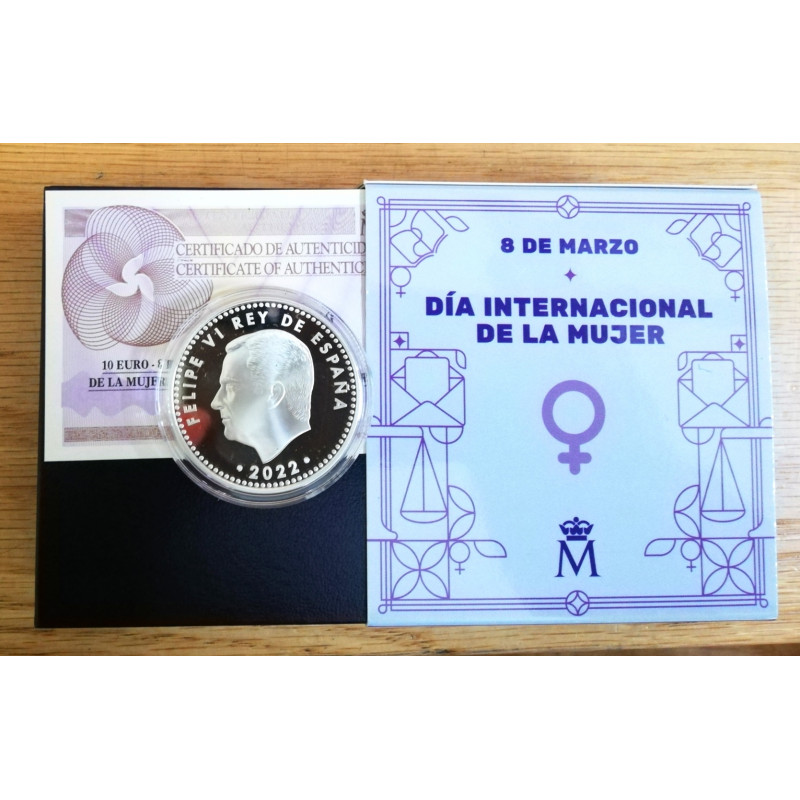 CERTIFICADO DE AUTENTICID
CERTIFICATE OF AUTHENTIC
10 EURO - 8
DE LA MUJER
FELIPE VI REY DE ESPAÑA
2022
8 DE MARZO
DÍA INTERNACIONAL
DE LA MUJER
M